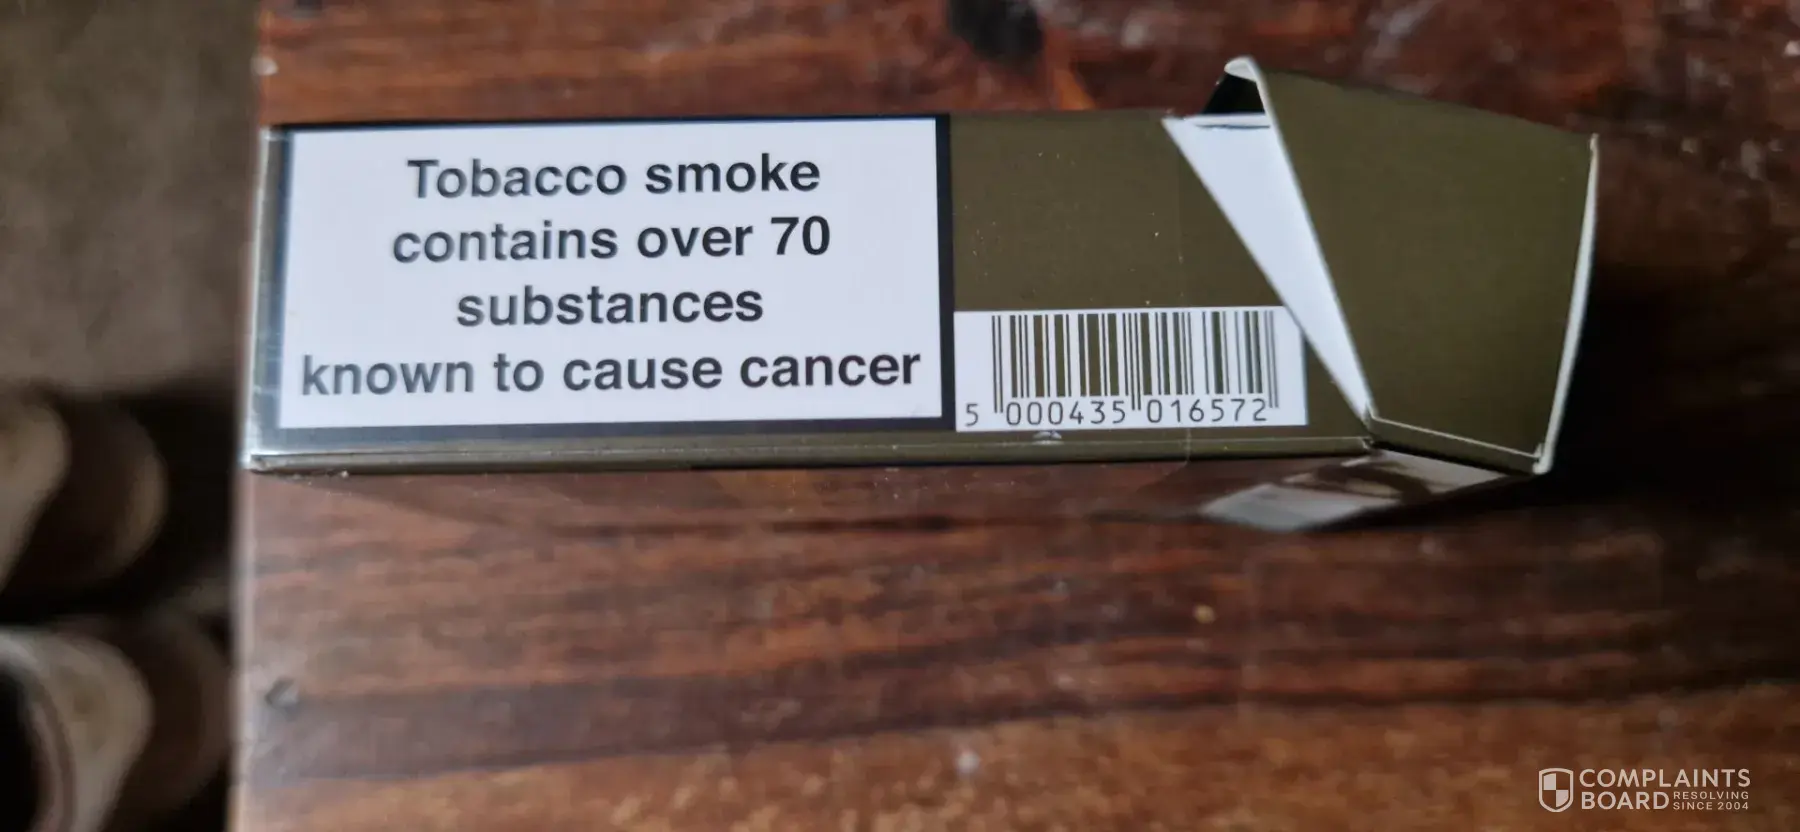 Tobacco smoke
contains over 70
substances
known to cause cancer
5 000435 016572
COMPLAINTS
BOARD RESOLVING
SINCE 2004